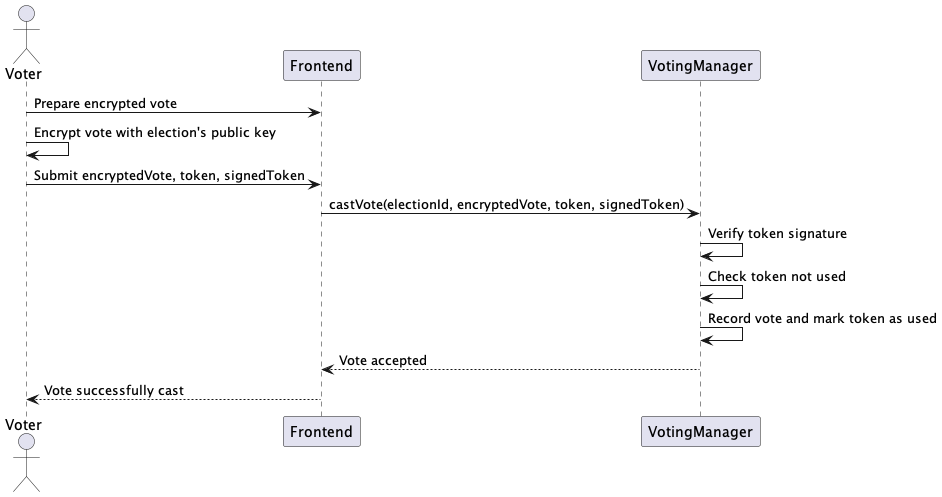 Voter
Frontend
VotingManager
Prepare encrypted vote
Encrypt vote with election's public key
Submit encryptedVote, token, signedToken
castVote(electionId, encryptedVote, token, signedToken)
Verify token signature
Check token not used
Record vote and mark token as used
Vote accepted
Vote successfully cast
Voter
Frontend
VotingManager